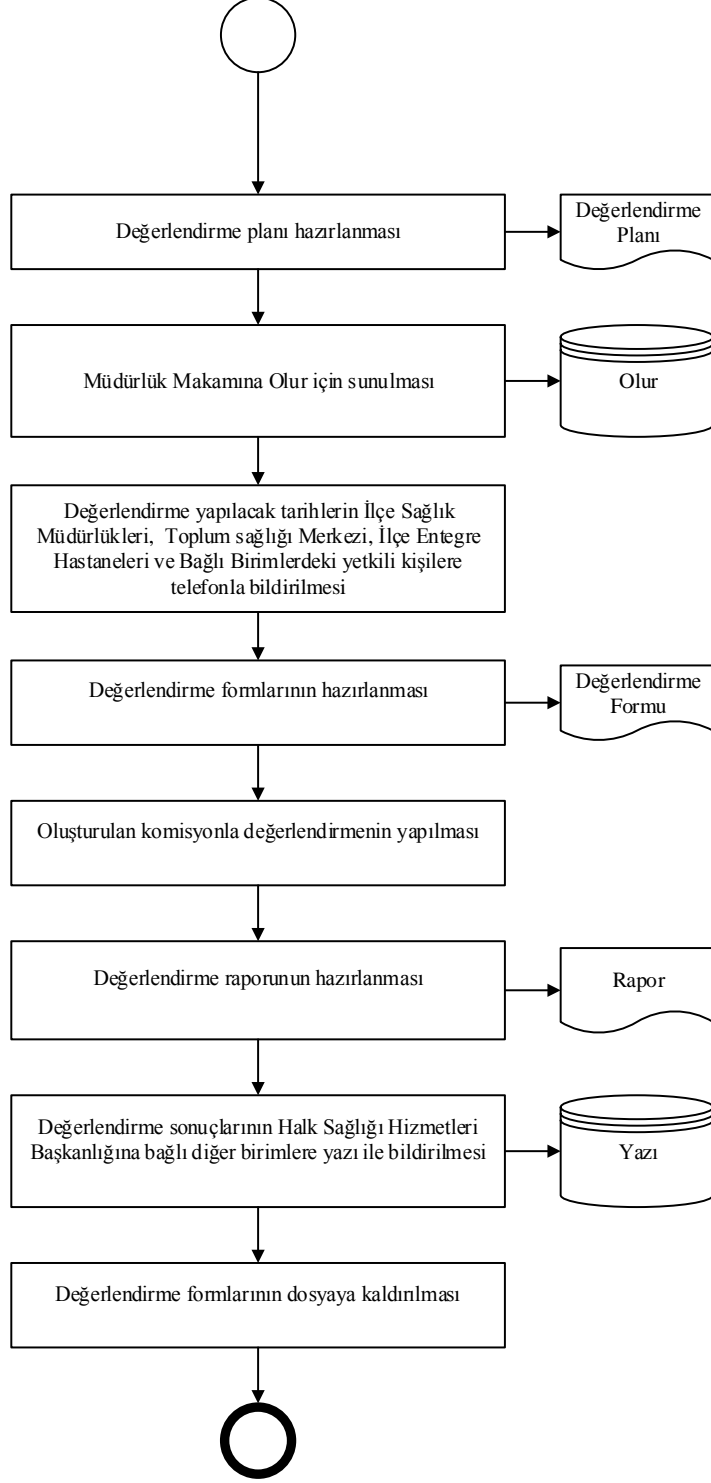 Değerlendirme planı hazırlanması
Değerlendirme
Planı
Müdürlük Makamına Olur için sunulması
Olur
Değerlendirme yapılacak tarihlerin İlçe Sağlık
Müdürlükleri, Toplum sağlığı Merkezi, İlçe Entegre
Hastaneleri ve Bağlı Birimlerdeki yetkili kişilere
telefonla bildirilmesi
Değerlendirme formlarının hazırlanması
Değerlendirme
Formu
Oluşturulan komisyonla değerlendirmenin yapılması
Değerlendirme raporunun hazırlanması
Rapor
Değerlendirme sonuçlarının Halk Sağlığı Hizmetleri
Başkanlığına bağlı diğer birimlere yazı ile bildirilmesi
Yazı
Değerlendirme formlarının dosyaya kaldırılması